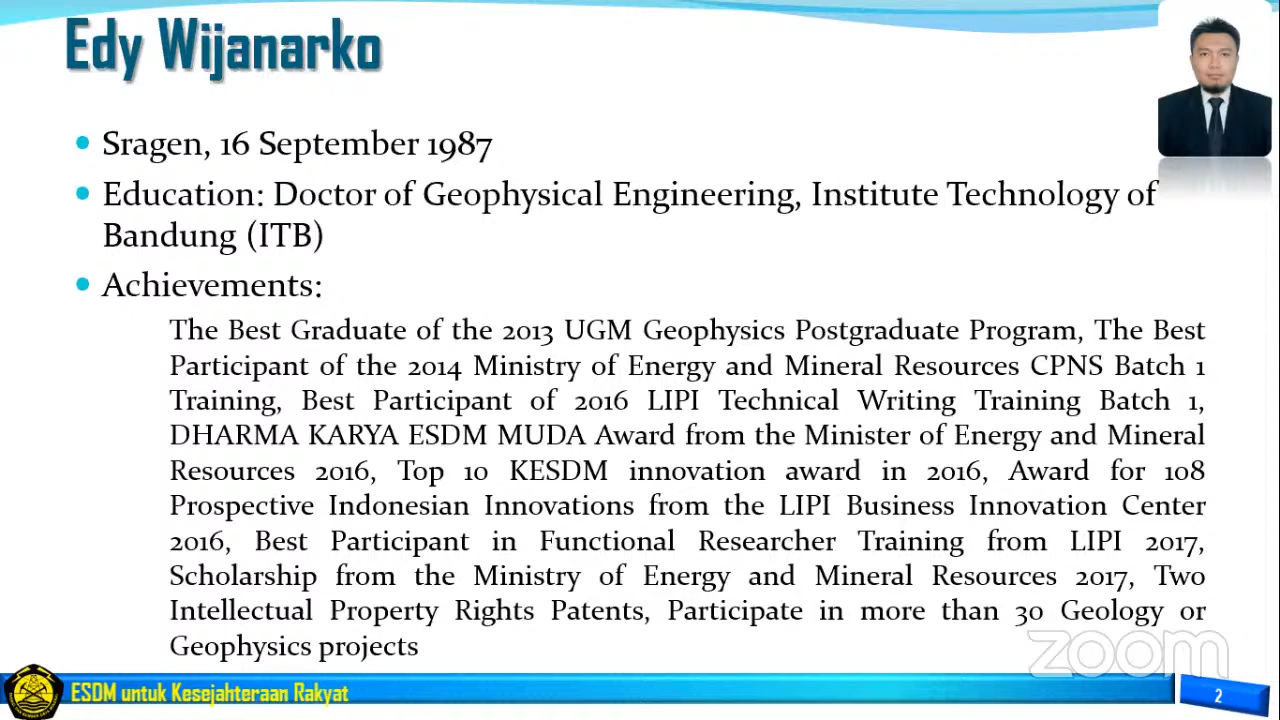 Edy Wijanarko
• Sragen, 16 September 1987
• Education: Doctor of Geophysical Engineering, Institute Technology of
Bandung (ITB)
• Achievements:
The Best Graduate of the 2013 UGM Geophysics Postgraduate Program, The Best
Participant of the 2014 Ministry of Energy and Mineral Resources CPNS Batch 1
Training, Best Participant of 2016 LIPI Technical Writing Training Batch 1,
DHARMA KARYA ESDM MUDA Award from the Minister of Energy and Mineral
Resources 2016, Top 10 KESDM innovation award in 2016, Award for 108
Prospective Indonesian Innovations from the LIPI Business Innovation Center
2016, Best Participant in Functional Researcher Training from LIPI 2017,
Scholarship from the Ministry of Energy and Mineral Resources 2017, Two
Intellectual Property Rights Patents, Participate in more than 30 Geology or
Geophysics projects
zoom
ESDM untuk Kesejahteraan Rakyat
2